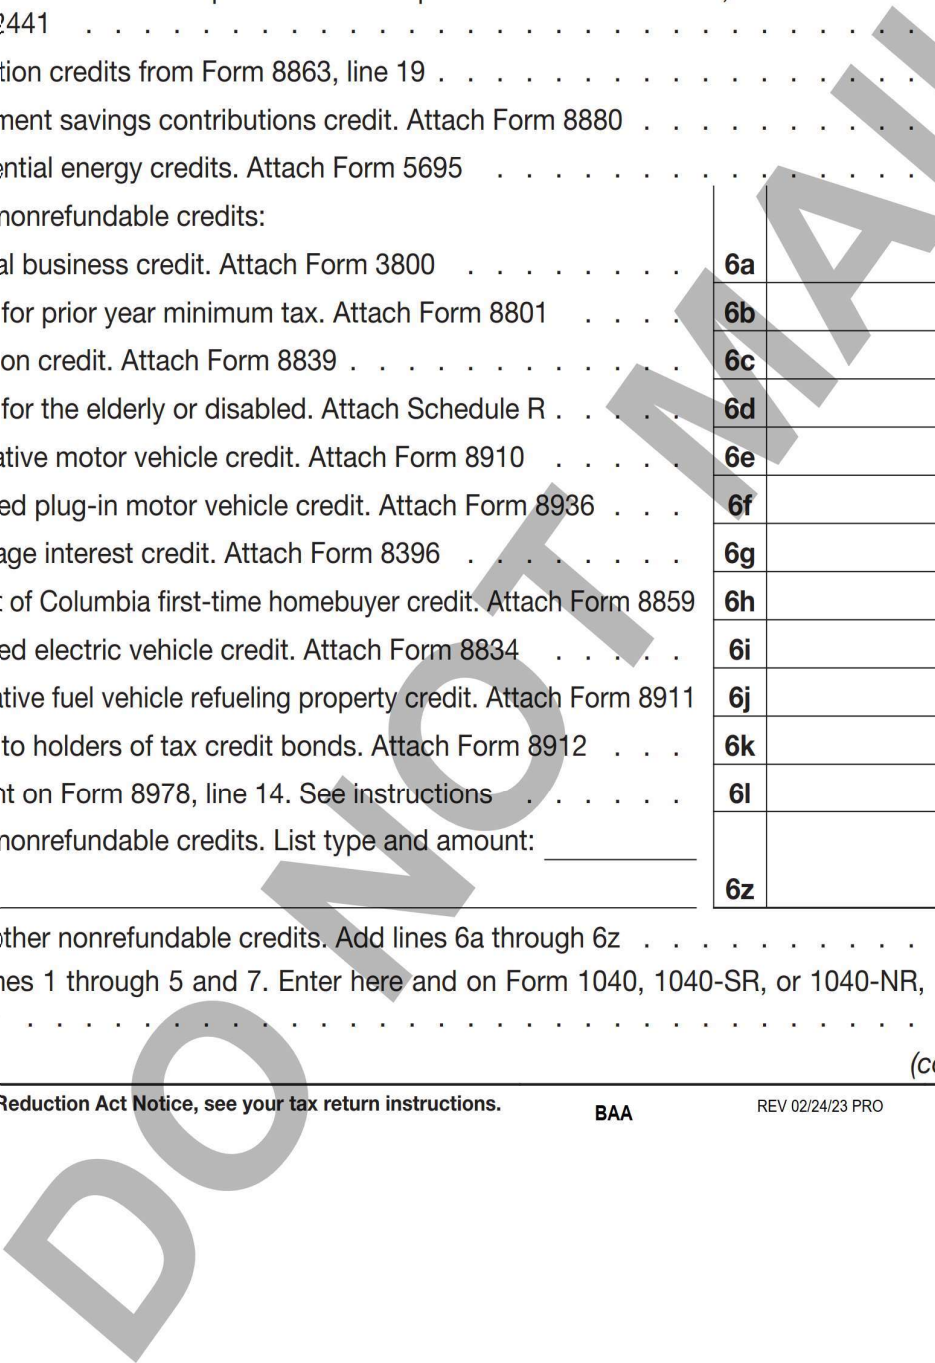 2441 . . . . . . . . . . . . . . . . . . . . . . . . . . . . .
tion credits from Form 8863, line 19 . . . . . . . . . . . . . . . . .
ment savings contributions credit. Attach Form 8880 . . . . . . . . . .
ential energy credits. Attach Form 5695 . . . . . . . . . . . . . . .
nonrefundable credits:
al business credit. Attach Form 3800 . . . . . . . . 6a
for prior year minimum tax. Attach Form 8801 . . . . 6b
on credit. Attach Form 8839 . . . . . . . . . . . . 6c
for the elderly or disabled. Attach Schedule R . . . . . 6d
ative motor vehicle credit. Attach Form 8910 . . . . . 6e
ed plug-in motor vehicle credit. Attach Form 8936 . . . 6f
age interest credit. Attach Form 8396 . . . . . . . . 6g
t of Columbia first-time homebuyer credit. Attach Form 8859 6h
ed electric vehicle credit. Attach Form 8834 . . . . . 6i
ative fuel vehicle refueling property credit. Attach Form 8911 6j
to holders of tax credit bonds. Attach Form 8912 . . . 6k
nt on Form 8978, line 14. See instructions . . . . . . 6l
nonrefundable credits. List type and amount:
6z
other nonrefundable credits. Add lines 6a through 6z . . . . . . . . . .
nes 1 through 5 and 7. Enter here and on Form 1040, 1040-SR, or 1040-NR,
. . . . . . . . . . . . . . . . . . . . . . . . . . . . . . .
(co
Reduction Act Notice, see your tax return instructions. BAA REV 02/24/23 PRO
DO NOT MAIL